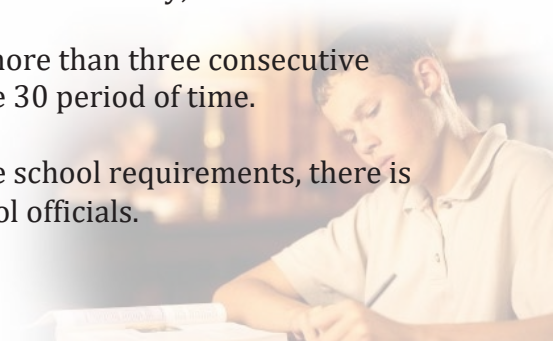 more than three consecutive
e 30 period of time.
e school requirements, there is
ol officials.